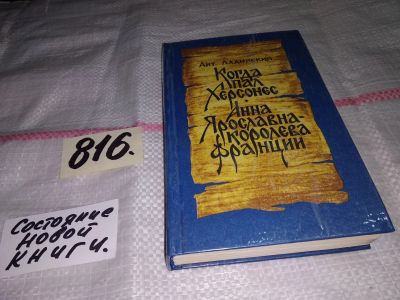 Ант. Ладинский
Когда
пал
Херсонес
·
Анна
Ярославна-
королева
Франции
816.
Состояние
новой
книги.